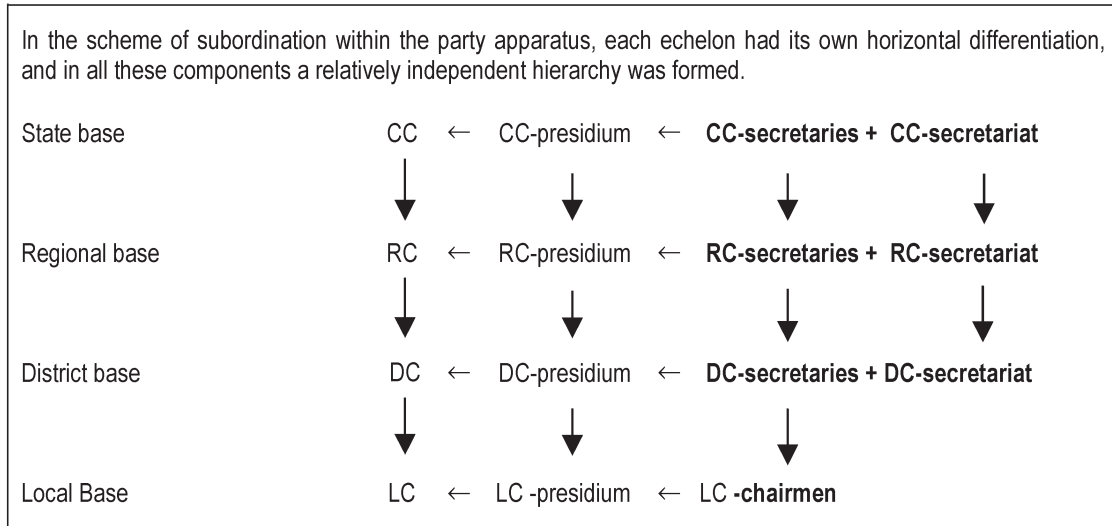 In the scheme of subordination within the party apparatus, each echelon had its own horizontal differentiation,
and in all these components a relatively independent hierarchy was formed.
State base CC ← CC-presidium ← CC-secretaries + CC-secretariat
Regional base RC ← RC-presidium ← RC-secretaries + RC-secretariat
District base DC ← DC-presidium ← DC-secretaries + DC-secretariat
Local Base LC ← LC -presidium ← LC -chairmen